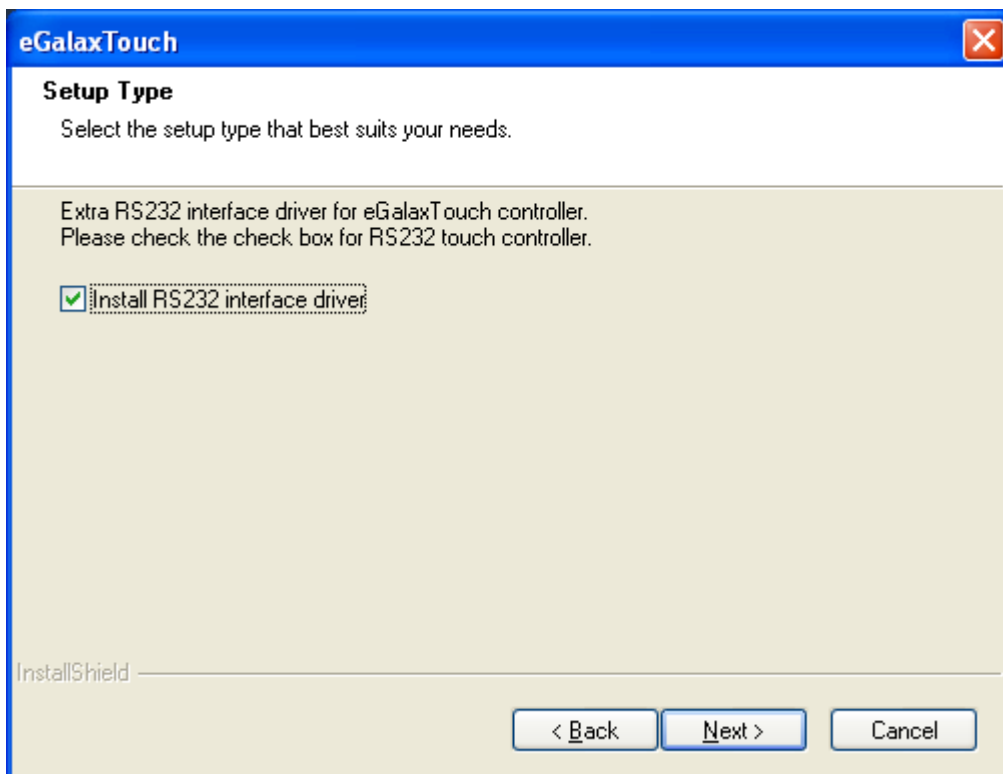 eGalaxTouch
Setup Type
Select the setup type that best suits your needs.
Extra RS232 interface driver for eGalaxTouch controller.
Please check the check box for RS232 touch controller.
Install RS232 interface driver
InstallShield
< Back
Next >
Cancel